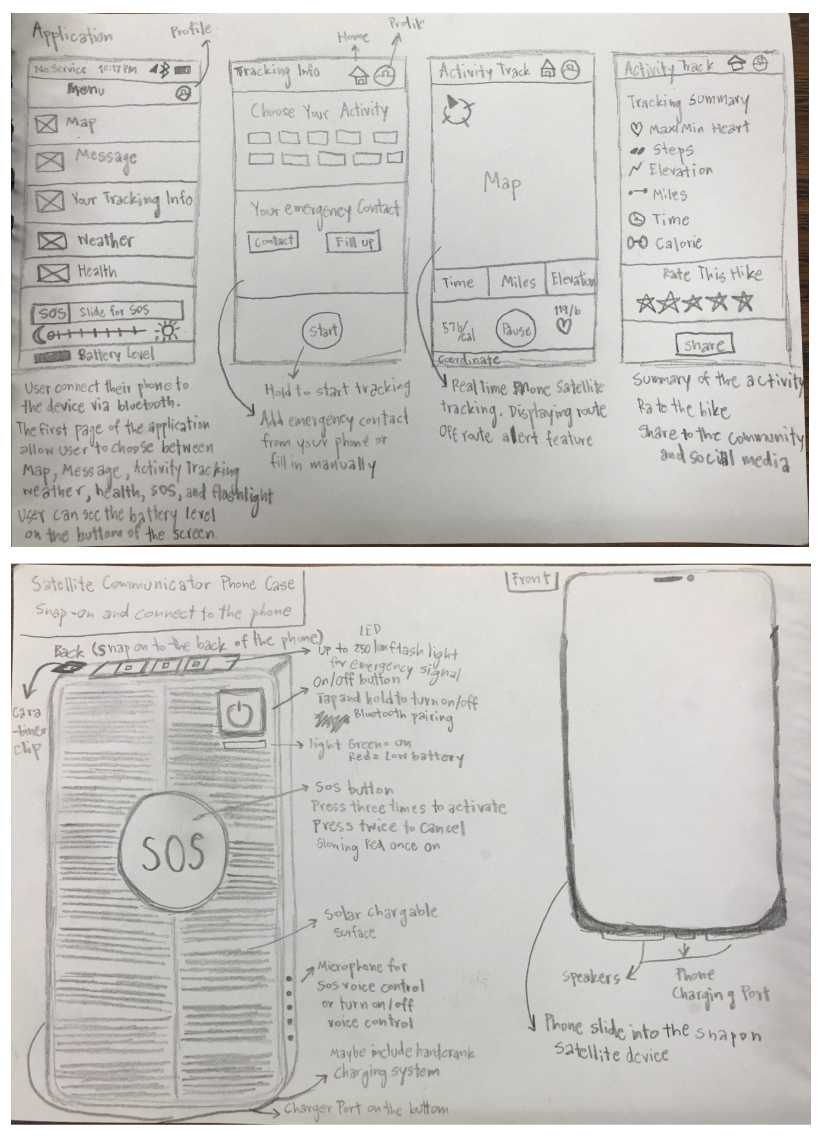 Application
Profile
No Service 10:17 PM
Menu
Map
Message
Your Tracking Info
Weather
Health
SOS Slide for SOS
Battery Level
User connect their phone to
the device via bluetooth.
The first page of the application
allow user to choose between
Map, Message, Activity Tracking
weather, health, SOS, and flashlight
User can see the battery level
on the buttom of the screen.
Home
Profile
Tracking Info
Choose Your Activity
Your emergency Contact
Contact
Fill up
Start
Hold to start tracking
Add emergency contact
from your phone or
fill in manually
Activity Track
Map
Time
Miles
Elevation
/cal
Pause
Coordinate
Real time Phone Satellite
tracking. Displaying route
Off route alert feature
Activity Track
Tracking Summary
Max/Min Heart
Steps
Elevation
Miles
Time
Calorie
Rate This Hike
Share
Summary of the activity
Rate the hike
Share to the community
and social media
Satellite Communicator Phone Case
Snap-on and connect to the phone
Back (snap on to the back of the phone)
Cara
-biner
clip
LED
Up to 250 lum flash light
for emergency signal
On/off button
Tap and hold to turn on/off
Bluetooth pairing
light Green = on
Red = Low battery
SOS button
Press three times to activate
Press twice to Cancel
Glowing Red once on
SOS
Solar chargable
surface
Microphone for
SOS voice control
or turn on/off
voice control
Maybe include handcrank
Charging system
Charger Port on the buttom
Front
Speakers
Phone
Charging Port
Phone slide into the snap on
satellite device